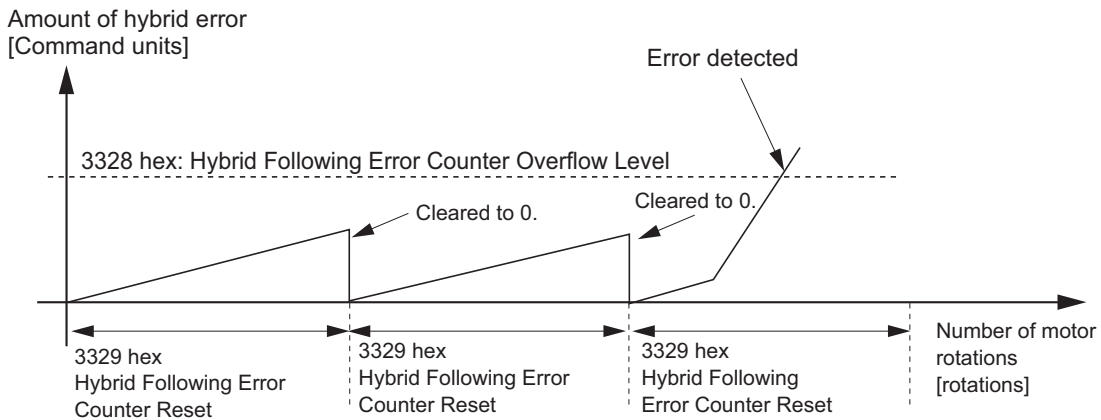 Amount of hybrid error
[Command units]
Error detected
3328 hex: Hybrid Following Error Counter Overflow Level
Cleared to 0.
Cleared to 0.
3329 hex
Hybrid Following Error
Counter Reset
3329 hex
Hybrid Following Error
Counter Reset
3329 hex
Hybrid Following
Error Counter Reset
Number of motor
rotations
[rotations]